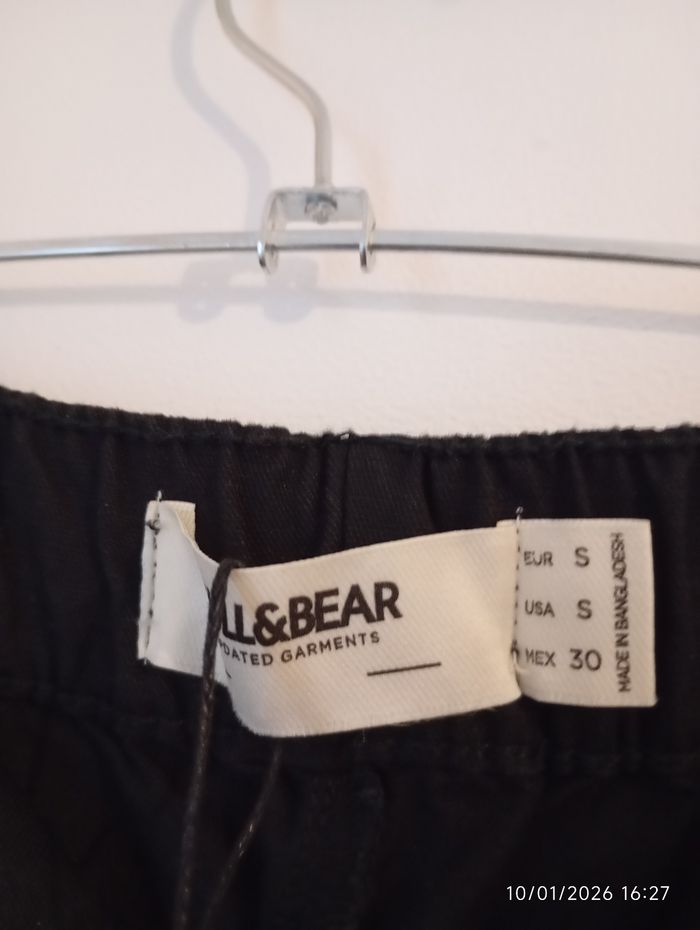 LL&BEAR
DATED GARMENTS
EUR S
USA S
MEX 30
MADE IN BANGLADESH
10/01/2026 16:27